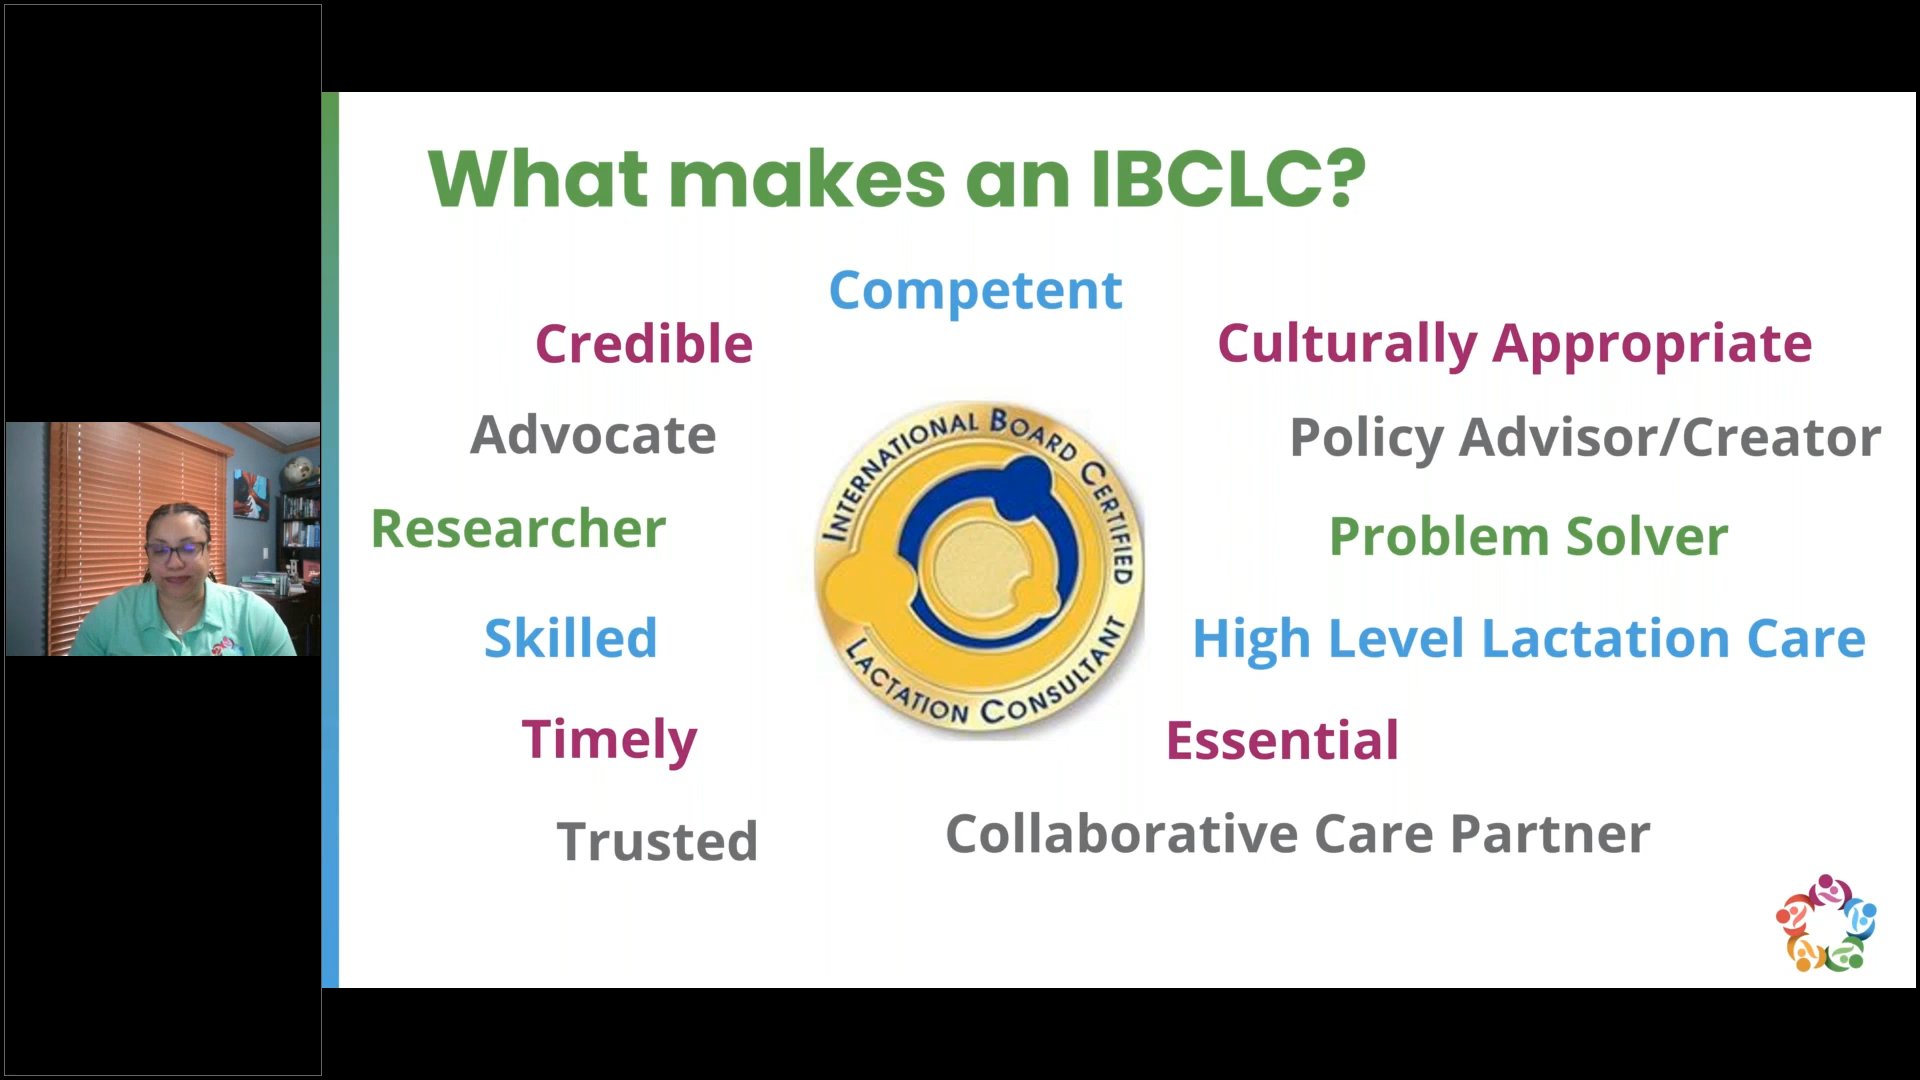 What makes an IBCLC?
Competent
Credible
Culturally Appropriate
Advocate
Policy Advisor/Creator
Researcher
Problem Solver
INTERNATIONAL BOARD CERTIFIED
LACTATION CONSULTANT
Skilled
High Level Lactation Care
Timely
Essential
Trusted
Collaborative Care Partner